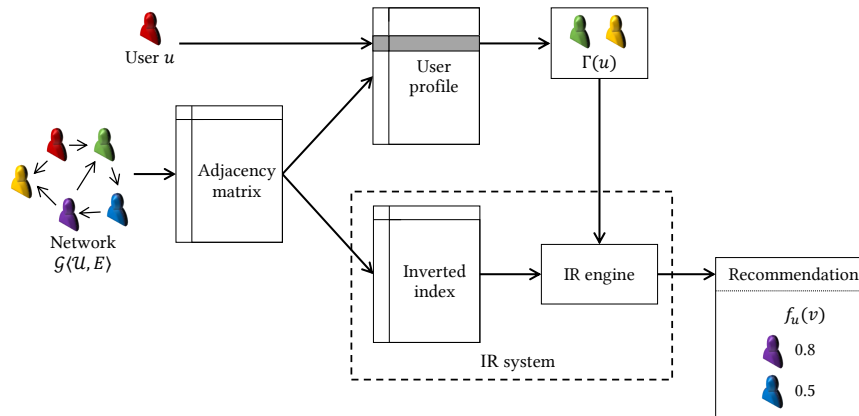 User u
User
profile
Γ(u)
Adjacency
matrix
Network
𝒢⟨𝒰, E⟩
Inverted
index
IR engine
IR system
Recommendation
f_u(v)
0.8
0.5